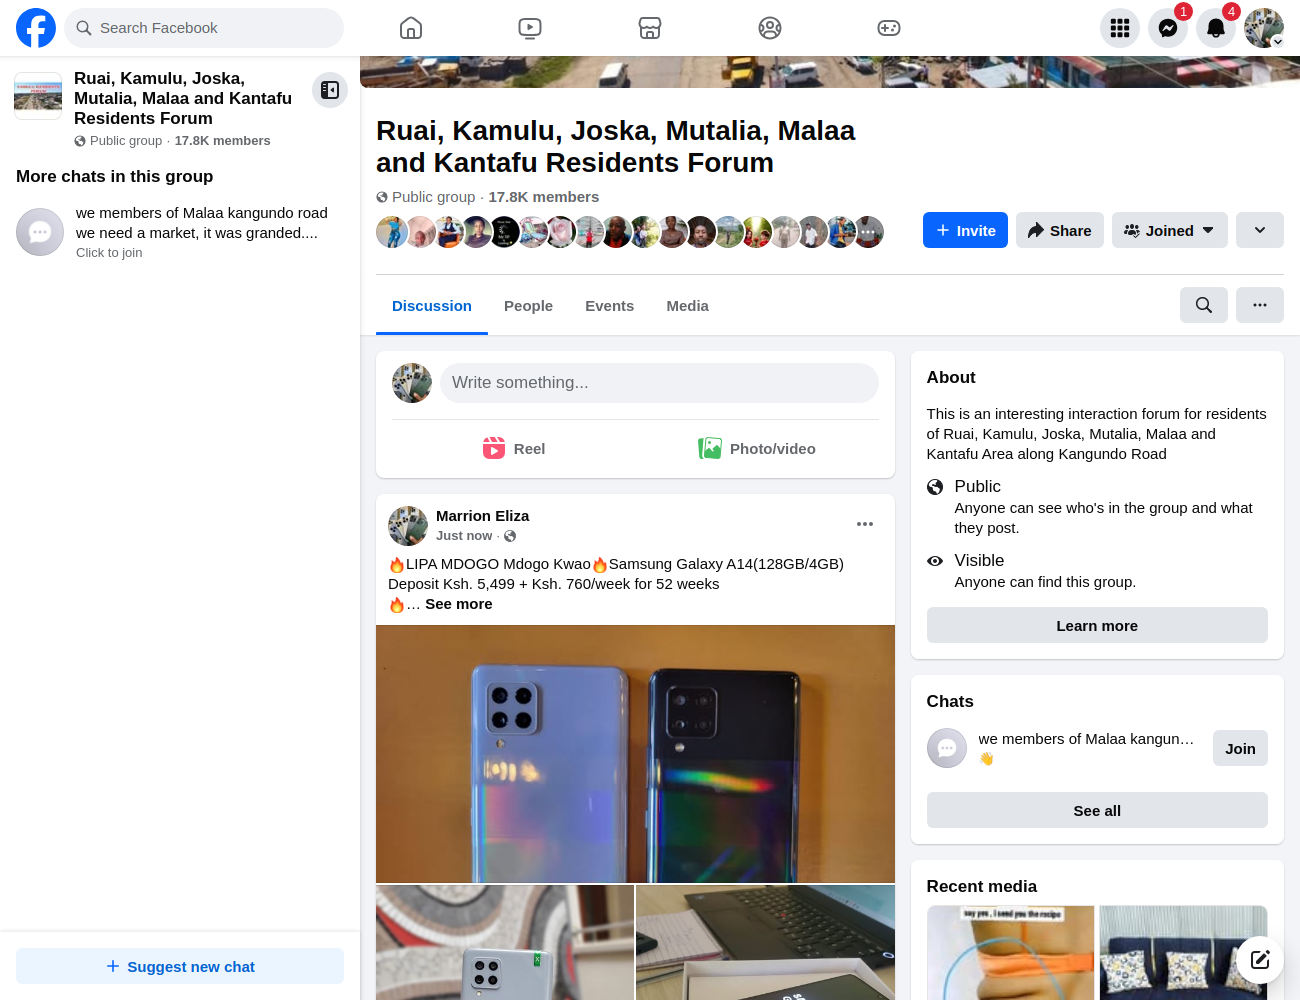 Search Facebook
1
4
Ruai, Kamulu, Joska,
Mutalia, Malaa and Kantafu
Residents Forum
Public group · 17.8K members
More chats in this group
we members of Malaa kangundo road
we need a market, it was granded....
Click to join
Suggest new chat
Ruai, Kamulu, Joska, Mutalia, Malaa
and Kantafu Residents Forum
Public group · 17.8K members
Invite
Share
Joined
Discussion
People
Events
Media
Write something...
Reel
Photo/video
Marrion Eliza
Just now ·
🔥LIPA MDOGO Mdogo Kwao🔥Samsung Galaxy A14(128GB/4GB)
Deposit Ksh. 5,499 + Ksh. 760/week for 52 weeks
🔥… See more
About
This is an interesting interaction forum for residents
of Ruai, Kamulu, Joska, Mutalia, Malaa and
Kantafu Area along Kangundo Road
Public
Anyone can see who's in the group and what
they post.
Visible
Anyone can find this group.
Learn more
Chats
we members of Malaa kangun…
👋
Join
See all
Recent media
say yes , I send you the recipe